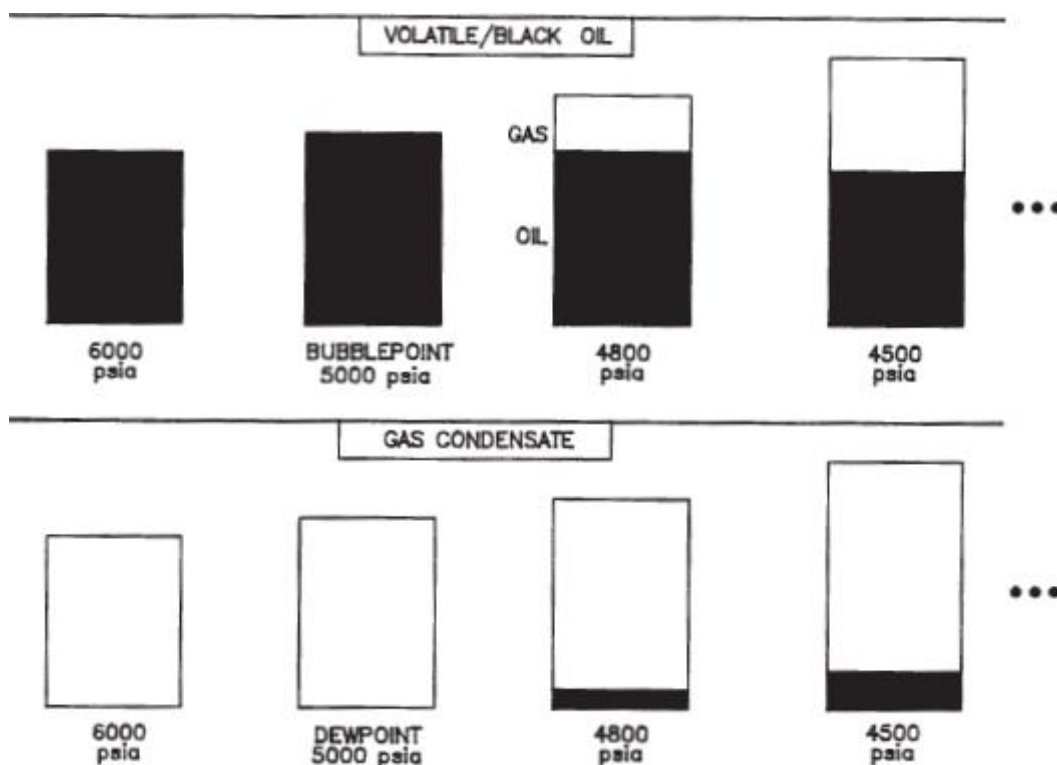 VOLATILE/BLACK OIL
GAS
OIL
6000
psia
BUBBLEPOINT
5000 psia
4800
psia
4500
psia
GAS CONDENSATE
6000
psia
DEWPOINT
5000 psia
4800
psia
4500
psia